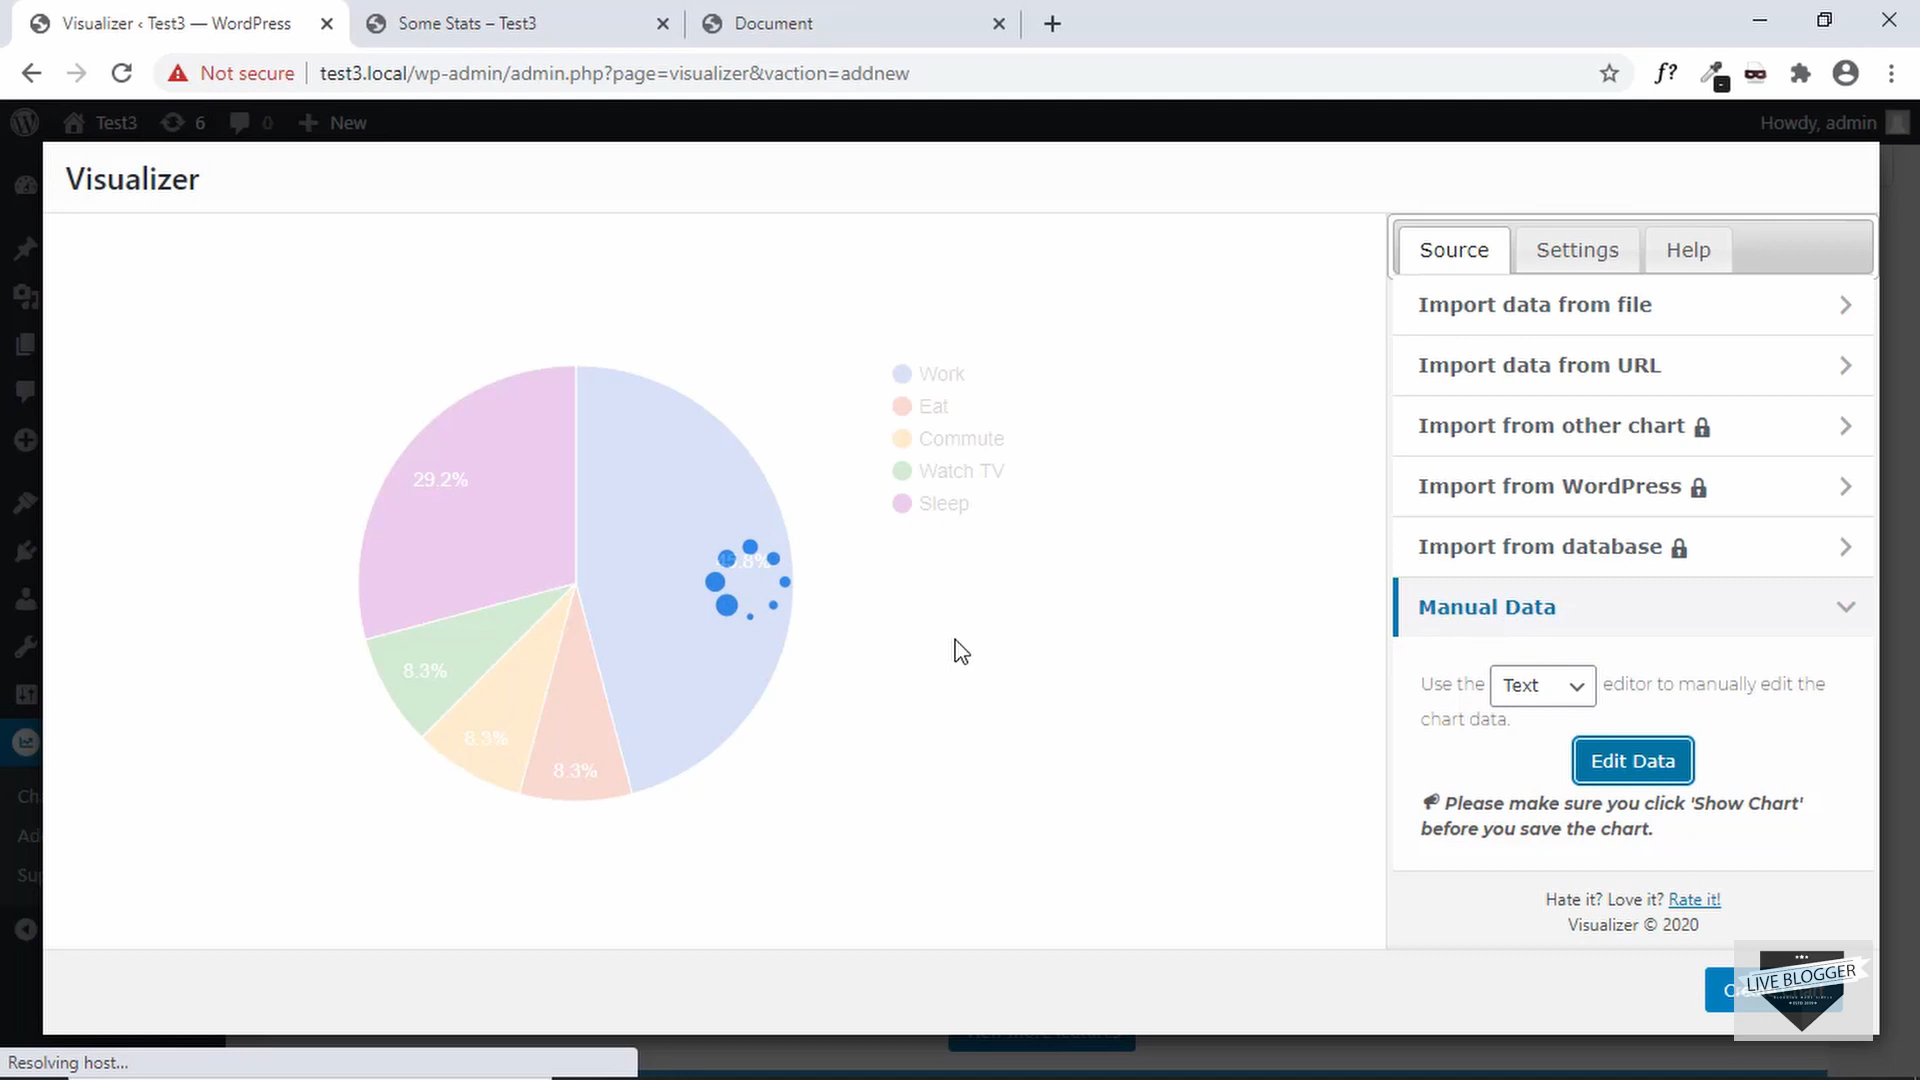 Visualizer ‹ Test3 — WordPress
Some Stats – Test3
Document
Not secure
test3.local/wp-admin/admin.php?page=visualizer&vaction=addnew
f?
Test3
6
0
New
Howdy, admin
Visualizer
Source
Settings
Help
Import data from file
Import data from URL
Import from other chart
Import from WordPress
Import from database
Manual Data
Use the Text editor to manually edit the
chart data.
Edit Data
Please make sure you click 'Show Chart'
before you save the chart.
Hate it? Love it? Rate it!
Visualizer © 2020
Work
Eat
Commute
Watch TV
Sleep
29.2%
8.3%
8.3%
8.3%
LIVE BLOGGER
Resolving host...